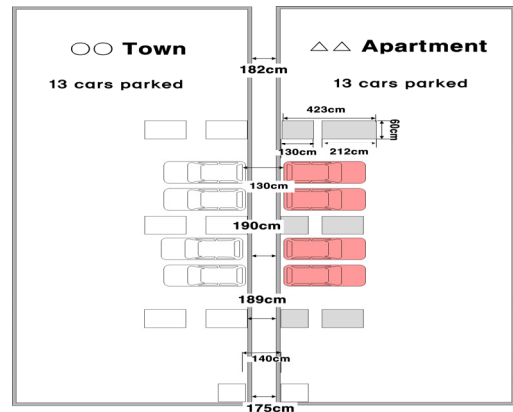 ○○ Town
△△ Apartment
182cm
13 cars parked
13 cars parked
423cm
60cm
130cm
212cm
130cm
190cm
189cm
140cm
175cm